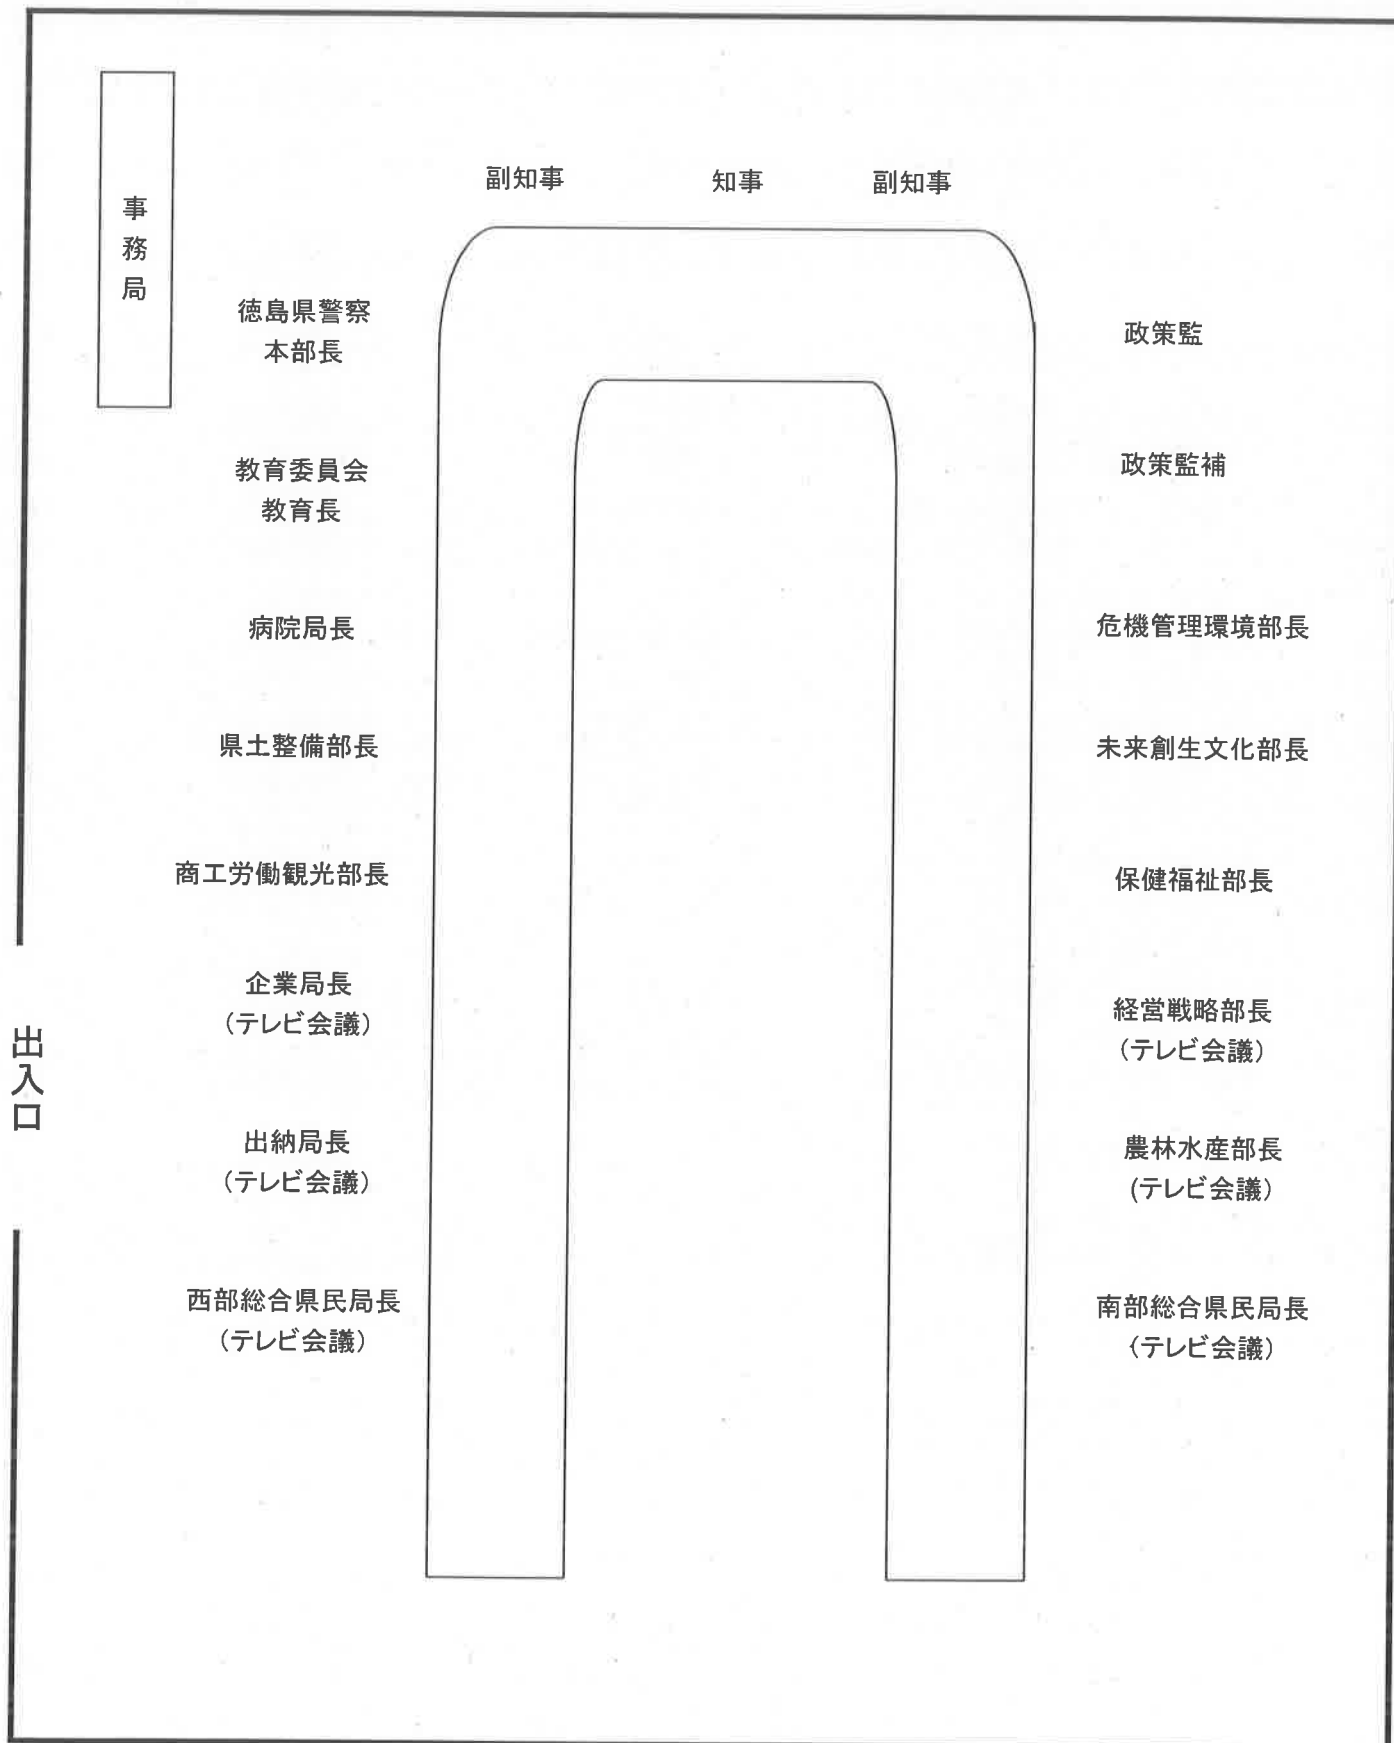 副知事 知事 副知事
事務局
徳島県警察
本部長
教育委員会
教育長
病院局長
県土整備部長
商工労働観光部長
企業局長
（テレビ会議）
出納局長
（テレビ会議）
西部総合県民局長
（テレビ会議）
政策監
政策監補
危機管理環境部長
未来創生文化部長
保健福祉部長
経営戦略部長
（テレビ会議）
農林水産部長
（テレビ会議）
南部総合県民局長
（テレビ会議）
出入口